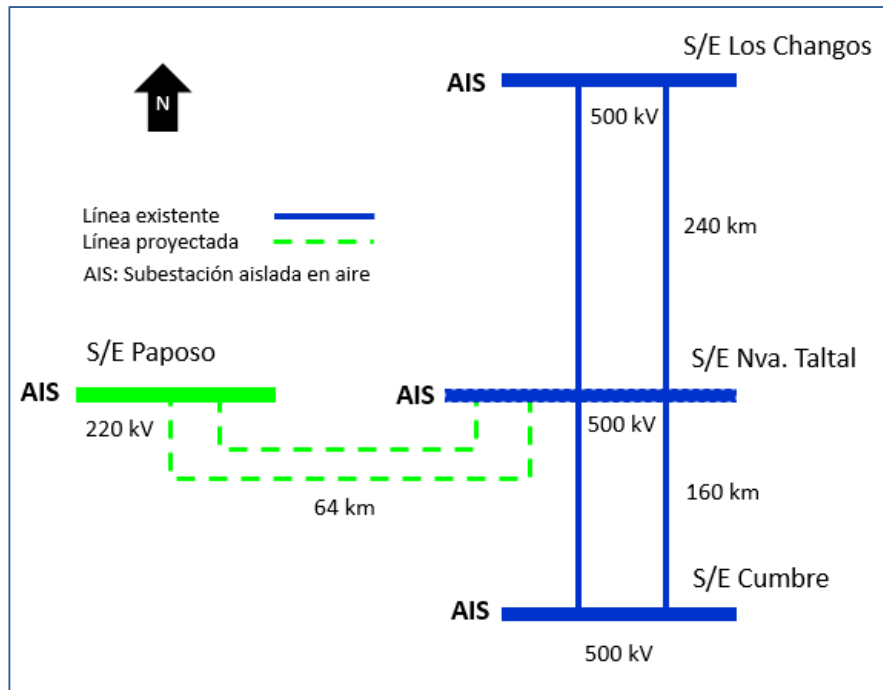 S/E Los Changos
AIS
500 kV
N
Línea existente
Línea proyectada
AIS: Subestación aislada en aire
240 km
S/E Paposo
S/E Nva. Taltal
AIS
AIS
220 kV
500 kV
64 km
160 km
S/E Cumbre
AIS
500 kV